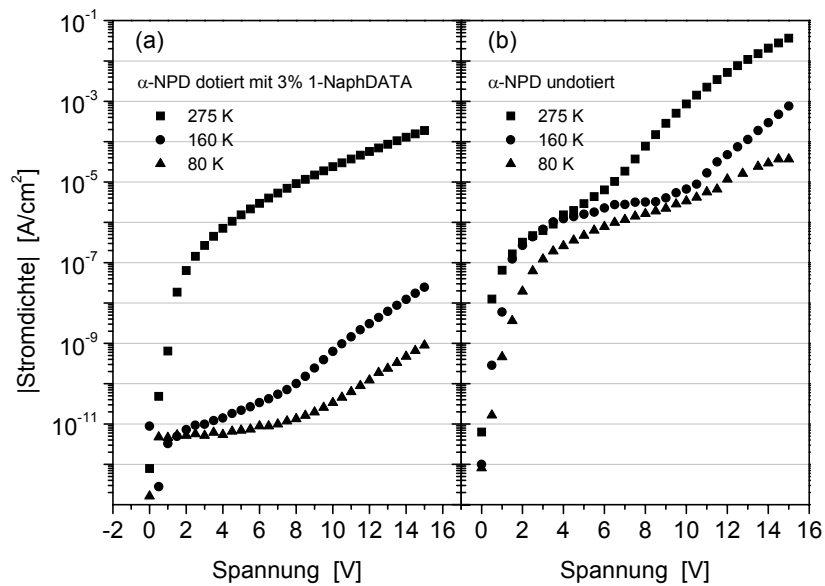 (a)
(b)
α-NPD dotiert mit 3% 1-NaphDATA
275 K
160 K
80 K
α-NPD undotiert
275 K
160 K
80 K
|Stromdichte| [A/cm²]
10⁻¹
10⁻³
10⁻⁵
10⁻⁷
10⁻⁹
10⁻¹¹
-2 0 2 4 6 8 10 12 14 16
0 2 4 6 8 10 12 14 16
Spannung [V]
Spannung [V]